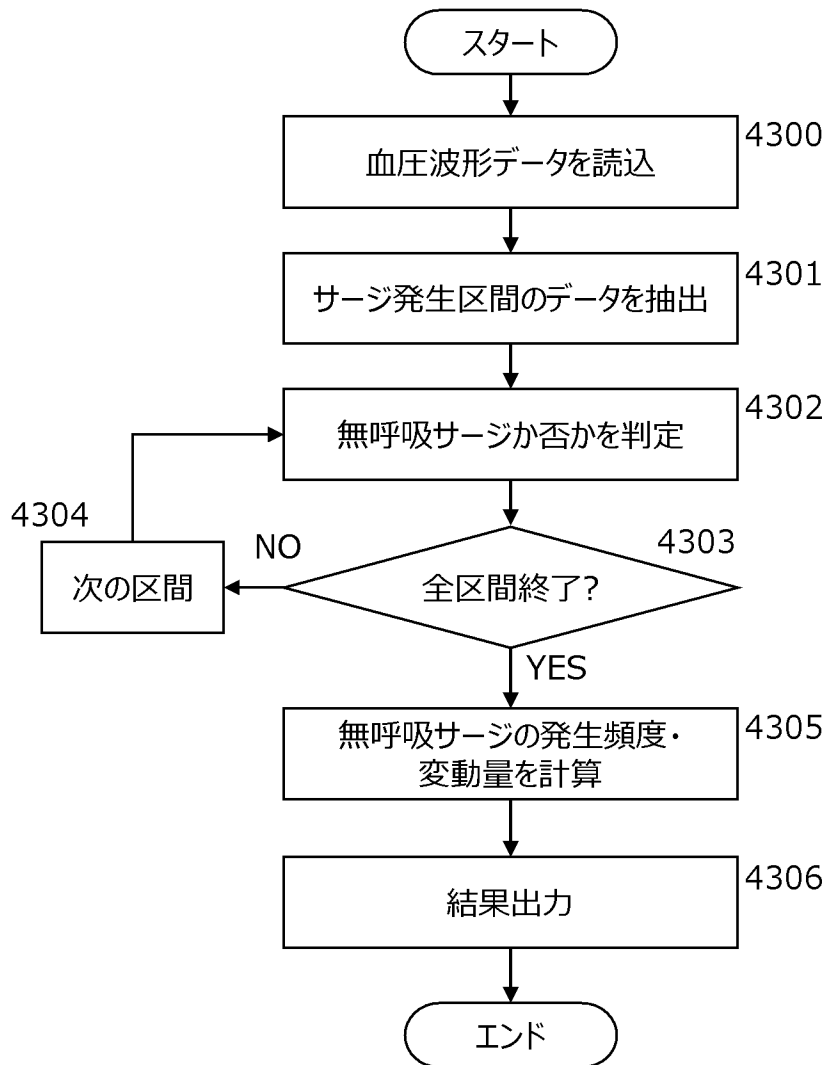 スタート
4300
血圧波形データを読込
4301
サージ発生区間のデータを抽出
4302
無呼吸サージか否かを判定
4304
次の区間
NO
4303
全区間終了?
YES
4305
無呼吸サージの発生頻度・
変動量を計算
4306
結果出力
エンド